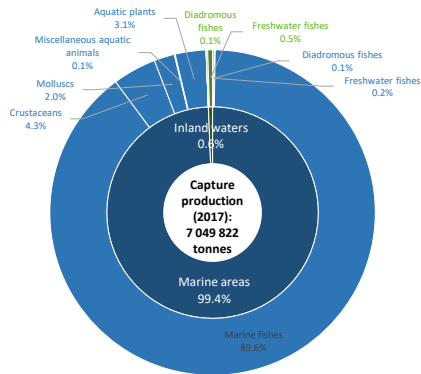 Aquatic plants
3.1%
Diadromous
fishes
0.1%
Freshwater fishes
0.5%
Miscellaneous aquatic
animals
0.1%
Diadromous fishes
0.1%
Molluscs
2.0%
Freshwater fishes
0.2%
Crustaceans
4.3%
Inland waters
0.6%
Capture
production
(2017):
7 049 822
tonnes
Marine areas
99.4%
Marine fishes
89.6%